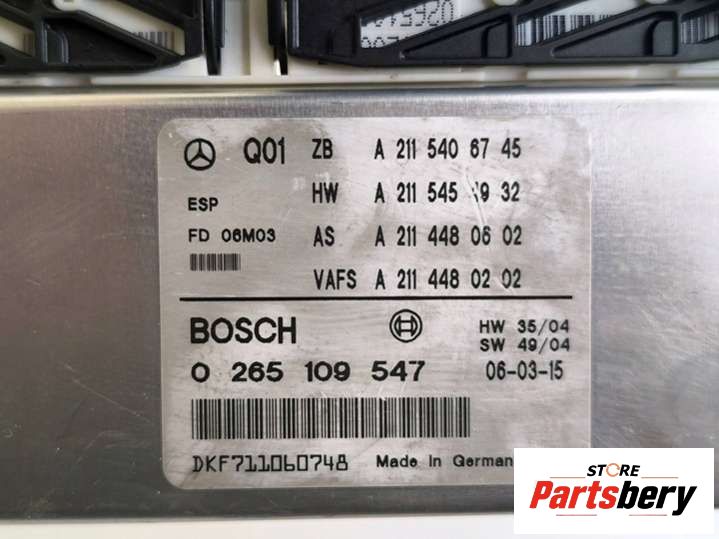 Q01 ZB A 211 540 67 45
ESP HW A 211 545 32
FD 06M03 AS A 211 448 06 02
VAFS A 211 448 02 02
BOSCH HW 35/04
SW 49/04
0 265 109 547 06-03-15
DKF711060748 Made In German
STORE
Partsbery